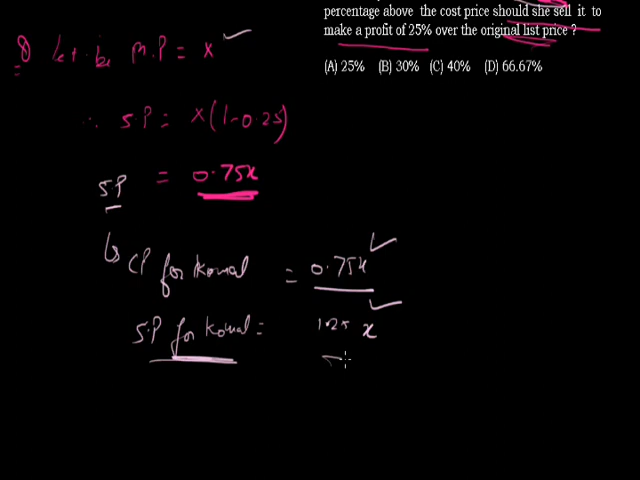 percentage above the cost price should she sell it to
make a profit of 25% over the original list price ?
(A) 25% (B) 30% (C) 40% (D) 66.67%
let be M.P = x
∴ S P = x(1-0.25)
S.P = 0.75x
↳ CP for Komal = 0.75x
S.P for Komal = 1.25 x